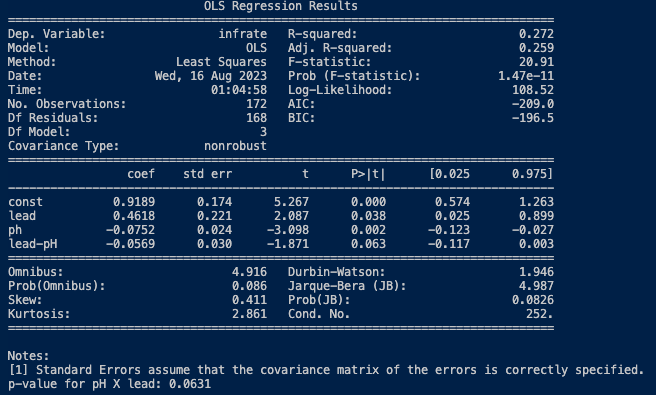 OLS Regression Results
==============================================================================
Dep. Variable:                infrate   R-squared:                       0.272
Model:                            OLS   Adj. R-squared:                  0.259
Method:                 Least Squares   F-statistic:                     20.91
Date:                Wed, 16 Aug 2023   Prob (F-statistic):           1.47e-11
Time:                        01:04:58   Log-Likelihood:                 108.52
No. Observations:                 172   AIC:                            -209.0
Df Residuals:                     168   BIC:                            -196.5
Df Model:                           3
Covariance Type:            nonrobust
==============================================================================
coef    std err          t      P>|t|      [0.025      0.975]
------------------------------------------------------------------------------
const          0.9189      0.174      5.267      0.000       0.574       1.263
lead           0.4618      0.221      2.087      0.038       0.025       0.899
ph            -0.0752      0.024     -3.098      0.002      -0.123      -0.027
lead-pH       -0.0569      0.030     -1.871      0.063      -0.117       0.003
==============================================================================
Omnibus:                        4.916   Durbin-Watson:                   1.946
Prob(Omnibus):                  0.086   Jarque-Bera (JB):                4.987
Skew:                           0.411   Prob(JB):                       0.0826
Kurtosis:                       2.861   Cond. No.                         252.
==============================================================================
Notes:
[1] Standard Errors assume that the covariance matrix of the errors is correctly specified.
p-value for pH X lead: 0.0631